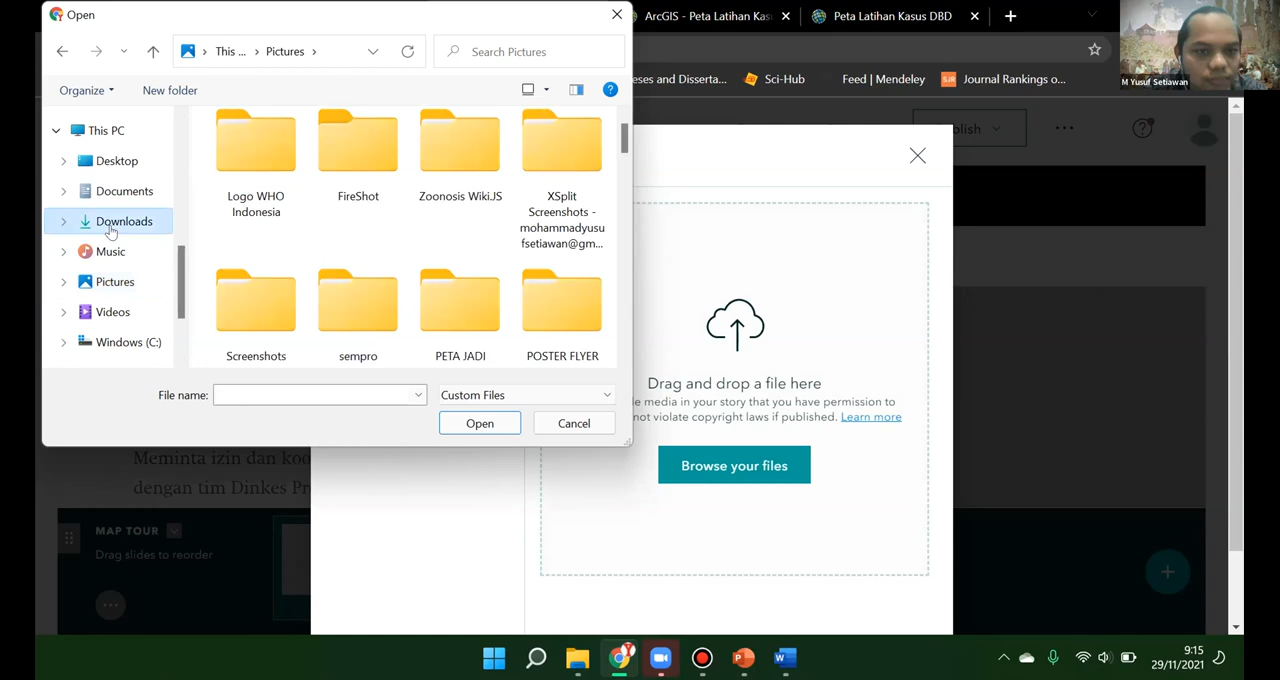 Open
ArcGIS - Peta Latihan Kas
Peta Latihan Kasus DBD
M Yusuf Setiawan
This ...
Pictures
Search Pictures
eses and Disserta...
Sci-Hub
Feed | Mendeley
SJR
Journal Rankings o...
Organize
New folder
This PC
Desktop
Documents
Downloads
Music
Pictures
Videos
Windows (C:)
Logo WHO
Indonesia
FireShot
Zoonosis Wiki.JS
XSplit
Screenshots -
mohammadyusu
fsetiawan@gm...
Screenshots
sempro
PETA JADI
POSTER FLYER
File name:
Custom Files
Open
Cancel
blish
Drag and drop a file here
e media in your story that you have permission to
not violate copyright laws if published. Learn more
Browse your files
Meminta izin dan koo
dengan tim Dinkes Pr
MAP TOUR
Drag slides to reorder
9:15
29/11/2021